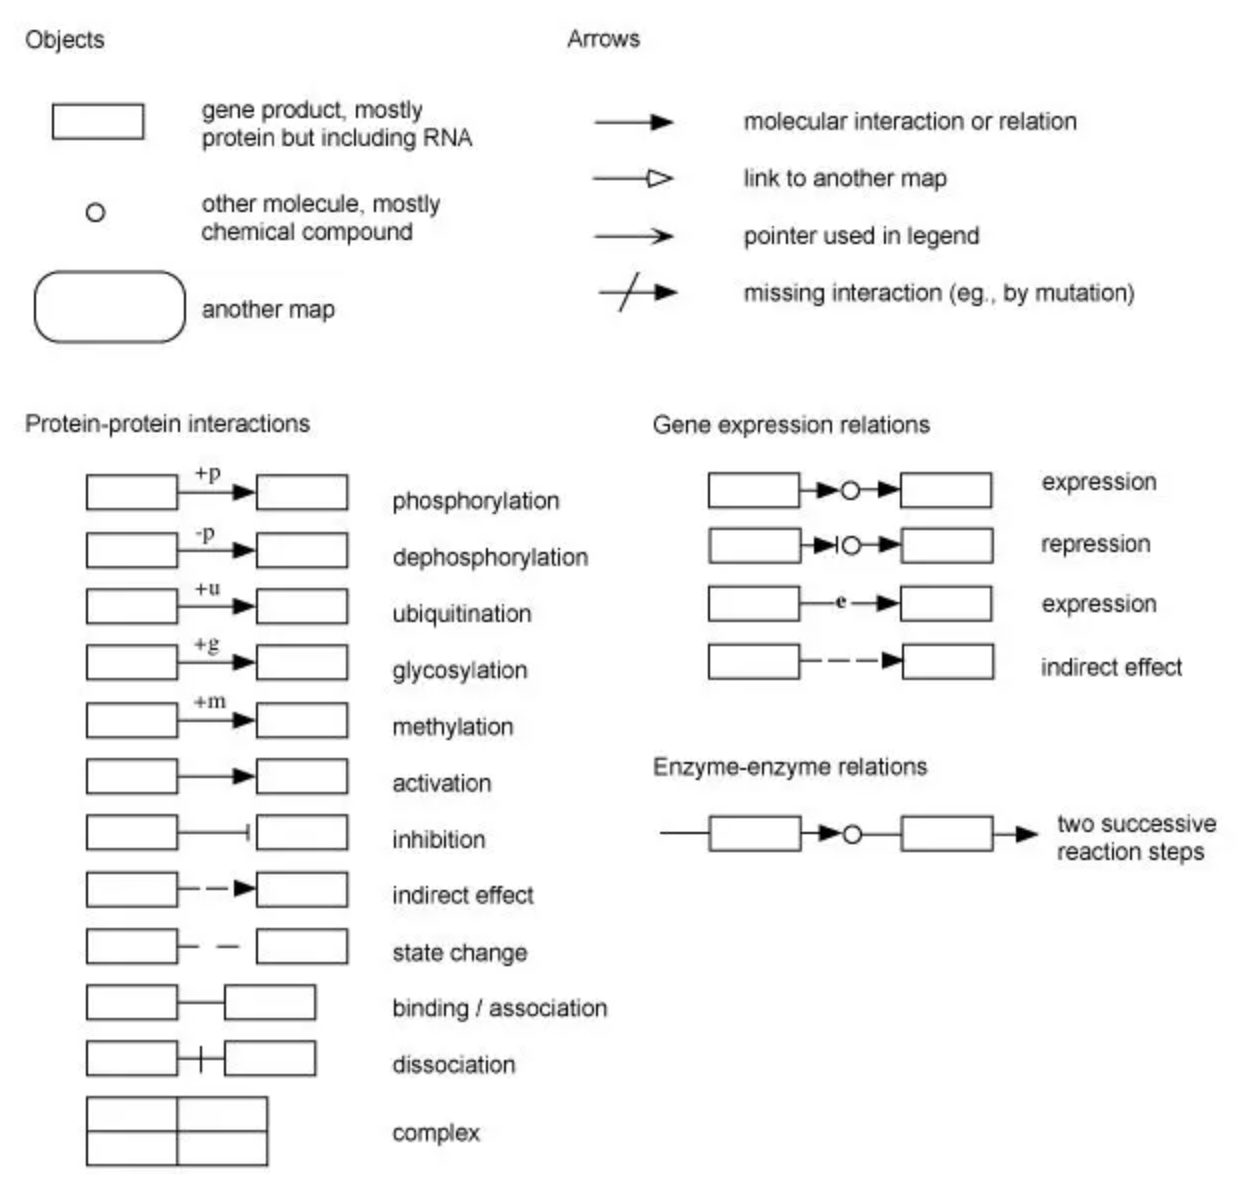 Objects
gene product, mostly
protein but including RNA
other molecule, mostly
chemical compound
another map
Arrows
molecular interaction or relation
link to another map
pointer used in legend
missing interaction (eg., by mutation)
Protein-protein interactions
+p
phosphorylation
-p
dephosphorylation
+u
ubiquitination
+g
glycosylation
+m
methylation
activation
inhibition
indirect effect
state change
binding / association
dissociation
complex
Gene expression relations
expression
repression
e
expression
indirect effect
Enzyme-enzyme relations
two successive
reaction steps